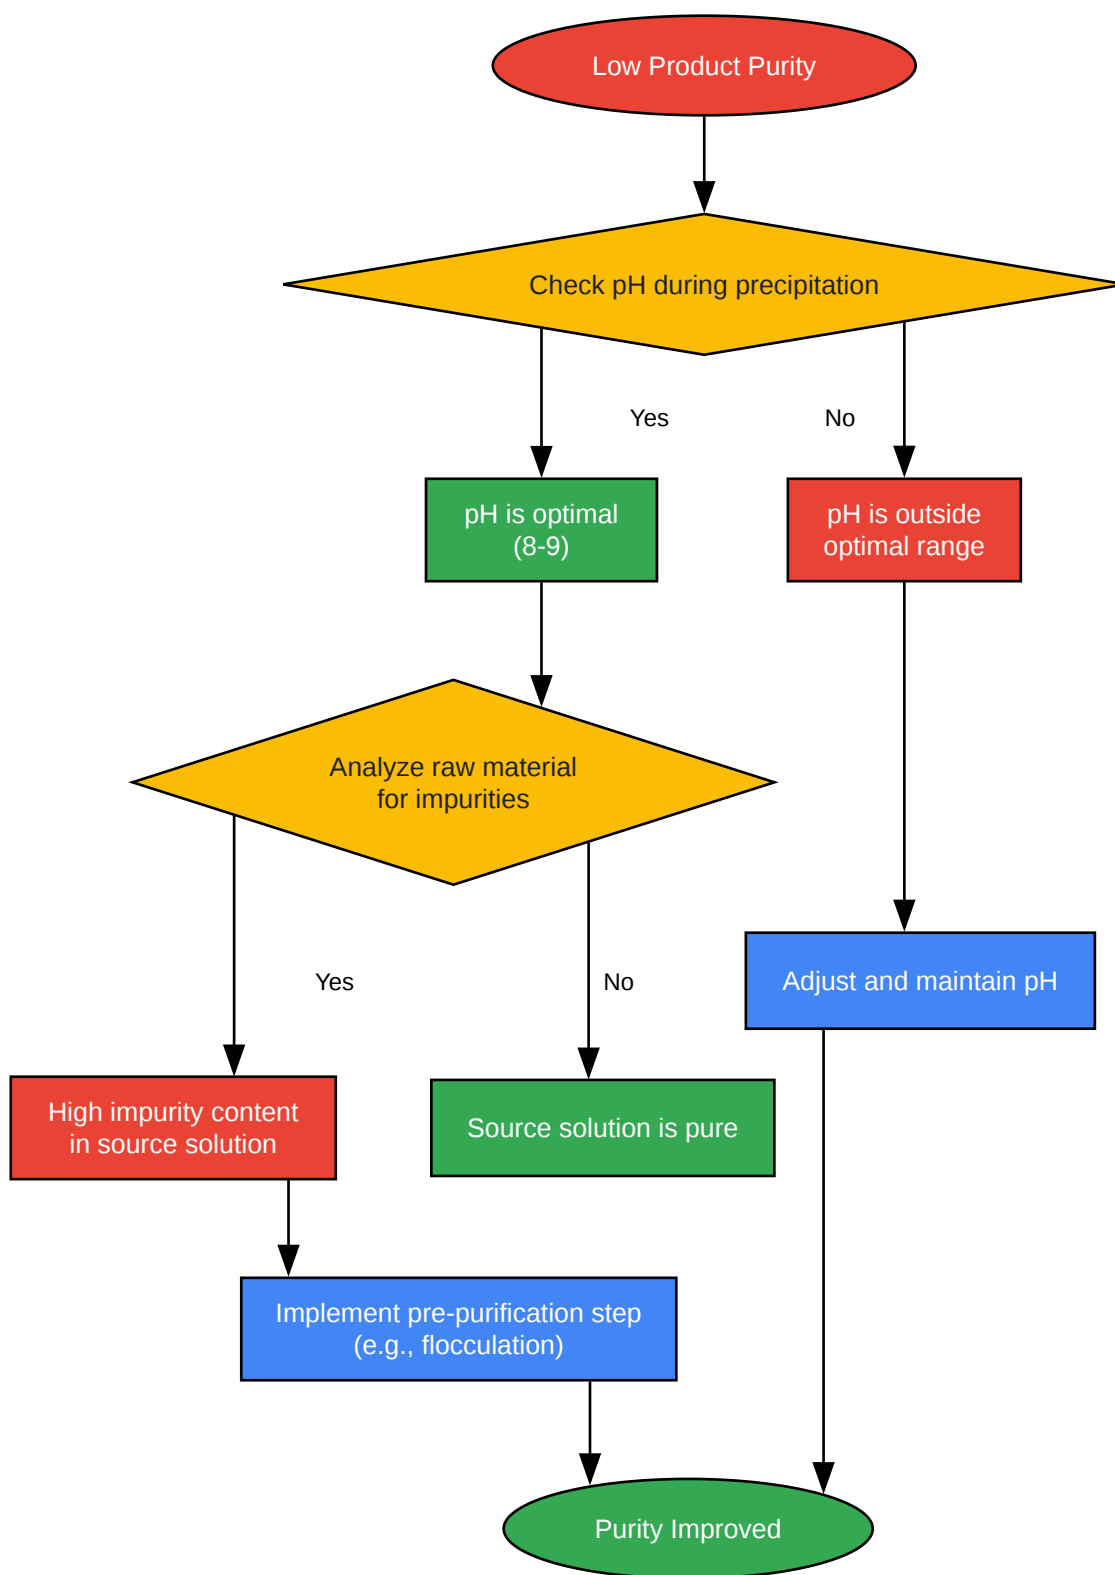 Low Product Purity
Check pH during precipitation
Yes
No
pH is optimal
(8-9)
pH is outside
optimal range
Analyze raw material
for impurities
Yes
No
Adjust and maintain pH
High impurity content
in source solution
Source solution is pure
Implement pre-purification step
(e.g., flocculation)
Purity Improved